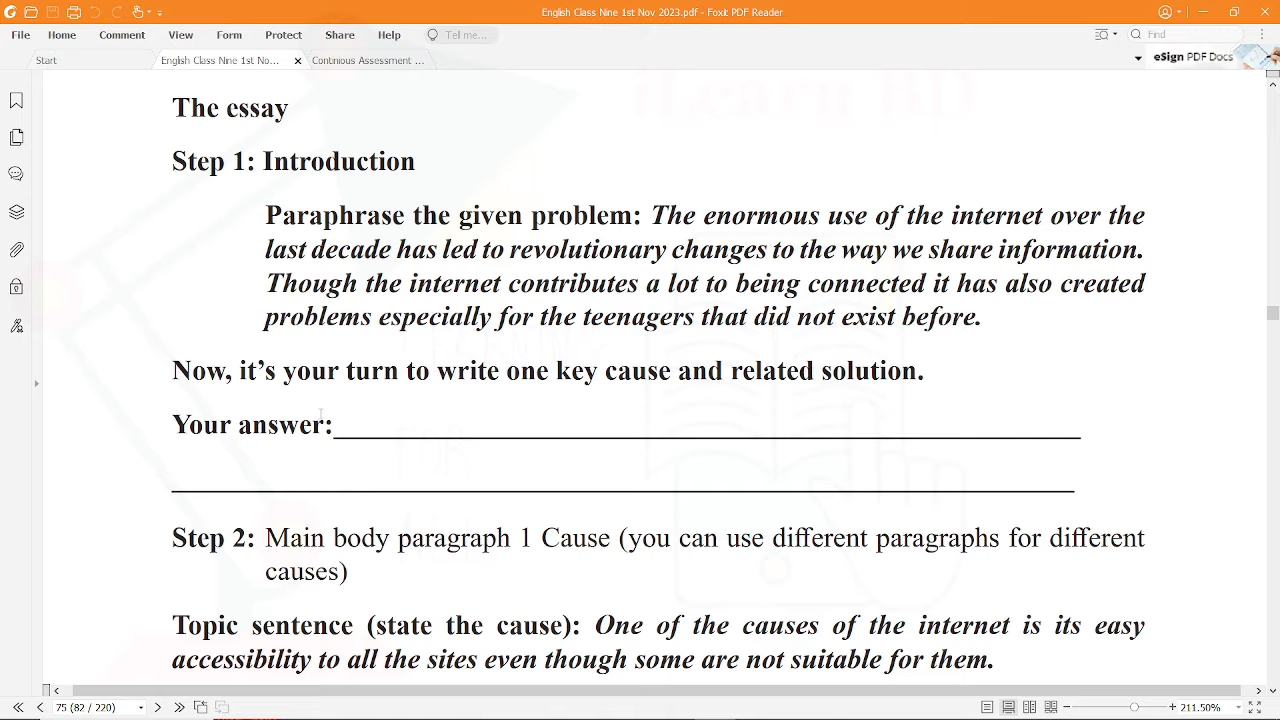 English Class Nine 1st Nov 2023.pdf - Foxit PDF Reader
File Home Comment View Form Protect Share Help Tell me... Find
Start English Class Nine 1st No... Continious Assessment ... eSign PDF Docs
iLearn BD
The essay
Step 1: Introduction
Paraphrase the given problem: The enormous use of the internet over the
last decade has led to revolutionary changes to the way we share information.
Though the internet contributes a lot to being connected it has also created
problems especially for the teenagers that did not exist before.
Now, it’s your turn to write one key cause and related solution.
Your answer:
Step 2: Main body paragraph 1 Cause (you can use different paragraphs for different
causes)
Topic sentence (state the cause): One of the causes of the internet is its easy
accessibility to all the sites even though some are not suitable for them.
75 (82 / 220) 211.50%